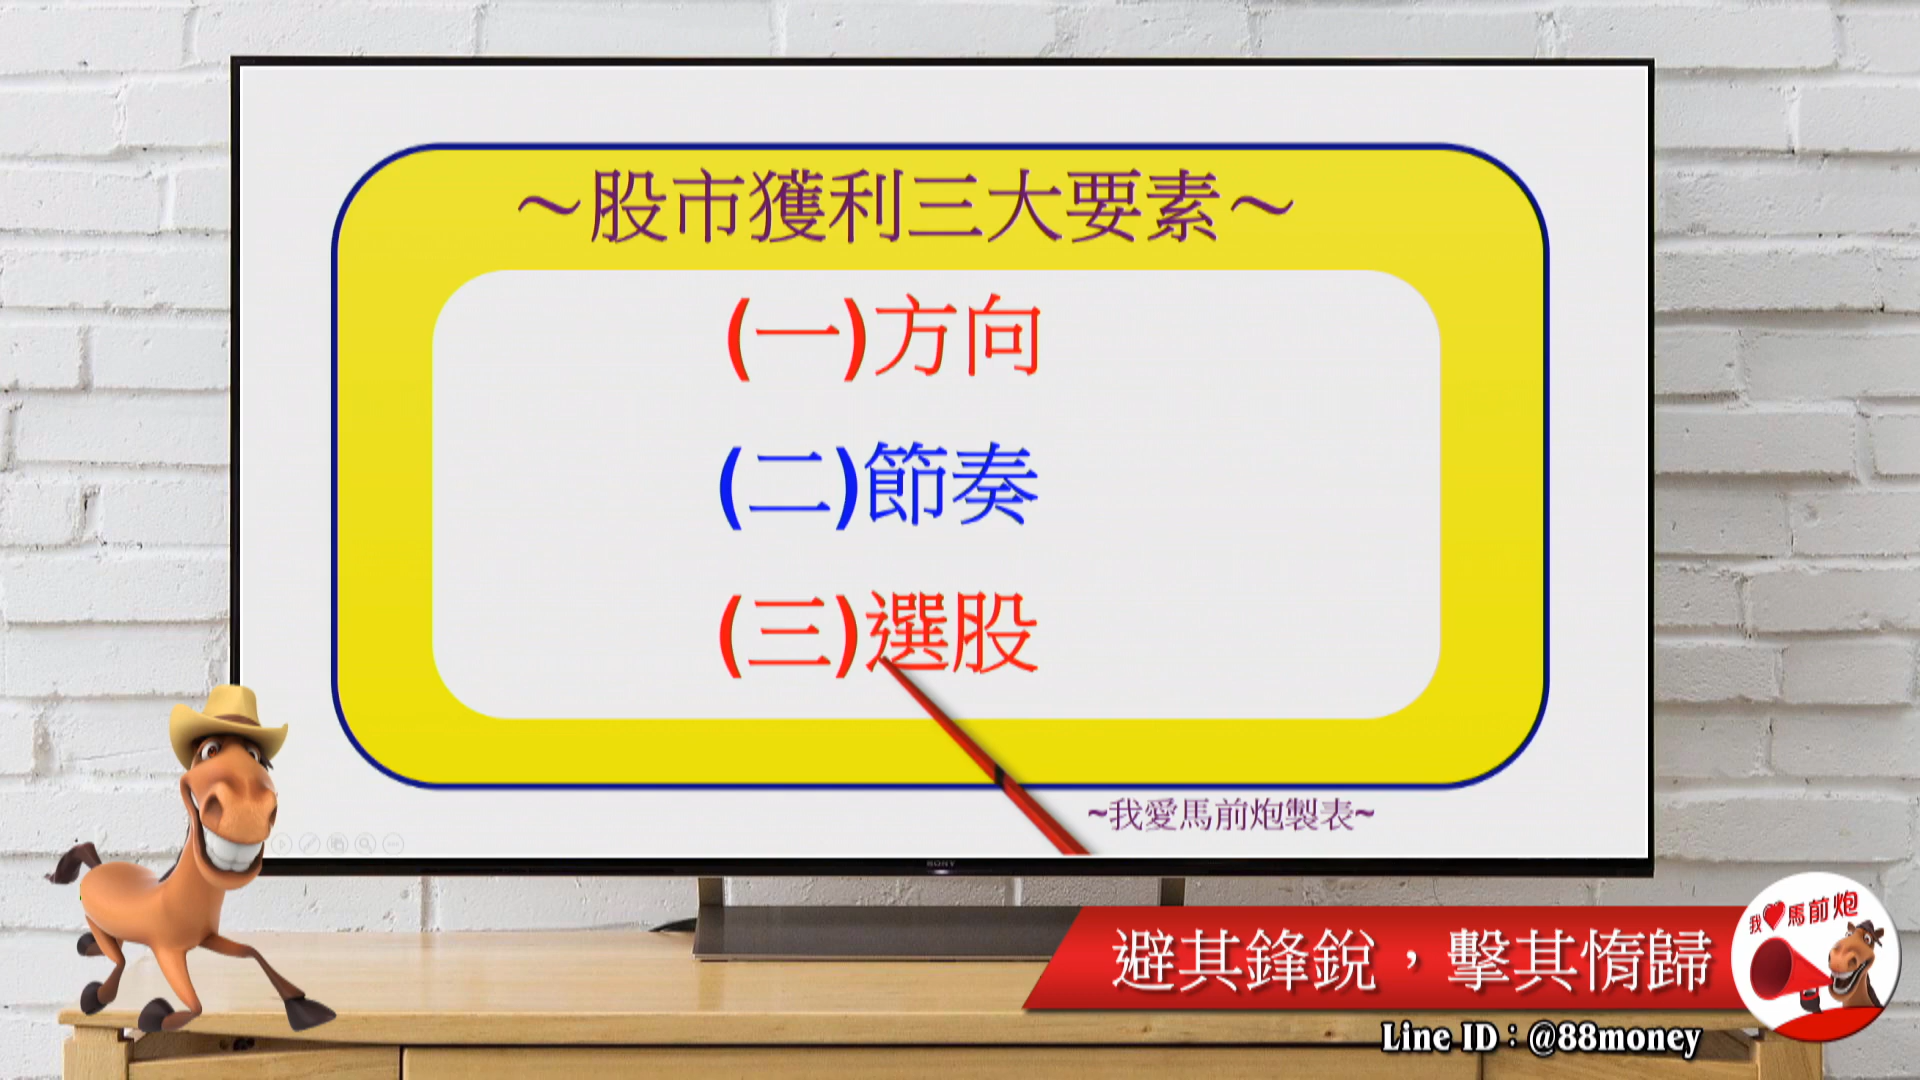 ～股市獲利三大要素～
(一)方向
(二)節奏
(三)選股
~我愛馬前炮製表~
SONY
避其鋒銳，擊其惰歸
我 馬前炮
Line ID：@88money